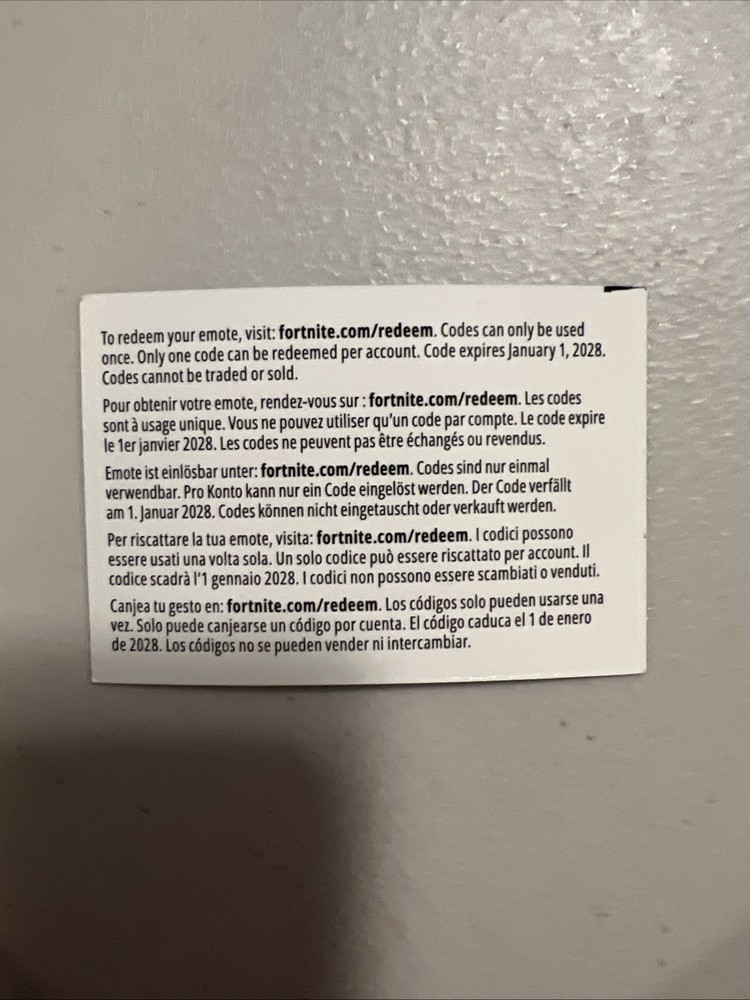 To redeem your emote, visit: fortnite.com/redeem. Codes can only be used
once. Only one code can be redeemed per account. Code expires January 1, 2028.
Codes cannot be traded or sold.
Pour obtenir votre emote, rendez-vous sur : fortnite.com/redeem. Les codes
sont à usage unique. Vous ne pouvez utiliser qu'un code par compte. Le code expire
le 1er janvier 2028. Les codes ne peuvent pas être échangés ou revendus.
Emote ist einlösbar unter: fortnite.com/redeem. Codes sind nur einmal
verwendbar. Pro Konto kann nur ein Code eingelöst werden. Der Code verfällt
am 1. Januar 2028. Codes können nicht eingetauscht oder verkauft werden.
Per riscattare la tua emote, visita: fortnite.com/redeem. I codici possono
essere usati una volta sola. Un solo codice può essere riscattato per account. Il
codice scadrà l'1 gennaio 2028. I codici non possono essere scambiati o venduti.
Canjea tu gesto en: fortnite.com/redeem. Los códigos solo pueden usarse una
vez. Solo puede canjearse un código por cuenta. El código caduca el 1 de enero
de 2028. Los códigos no se pueden vender ni intercambiar.